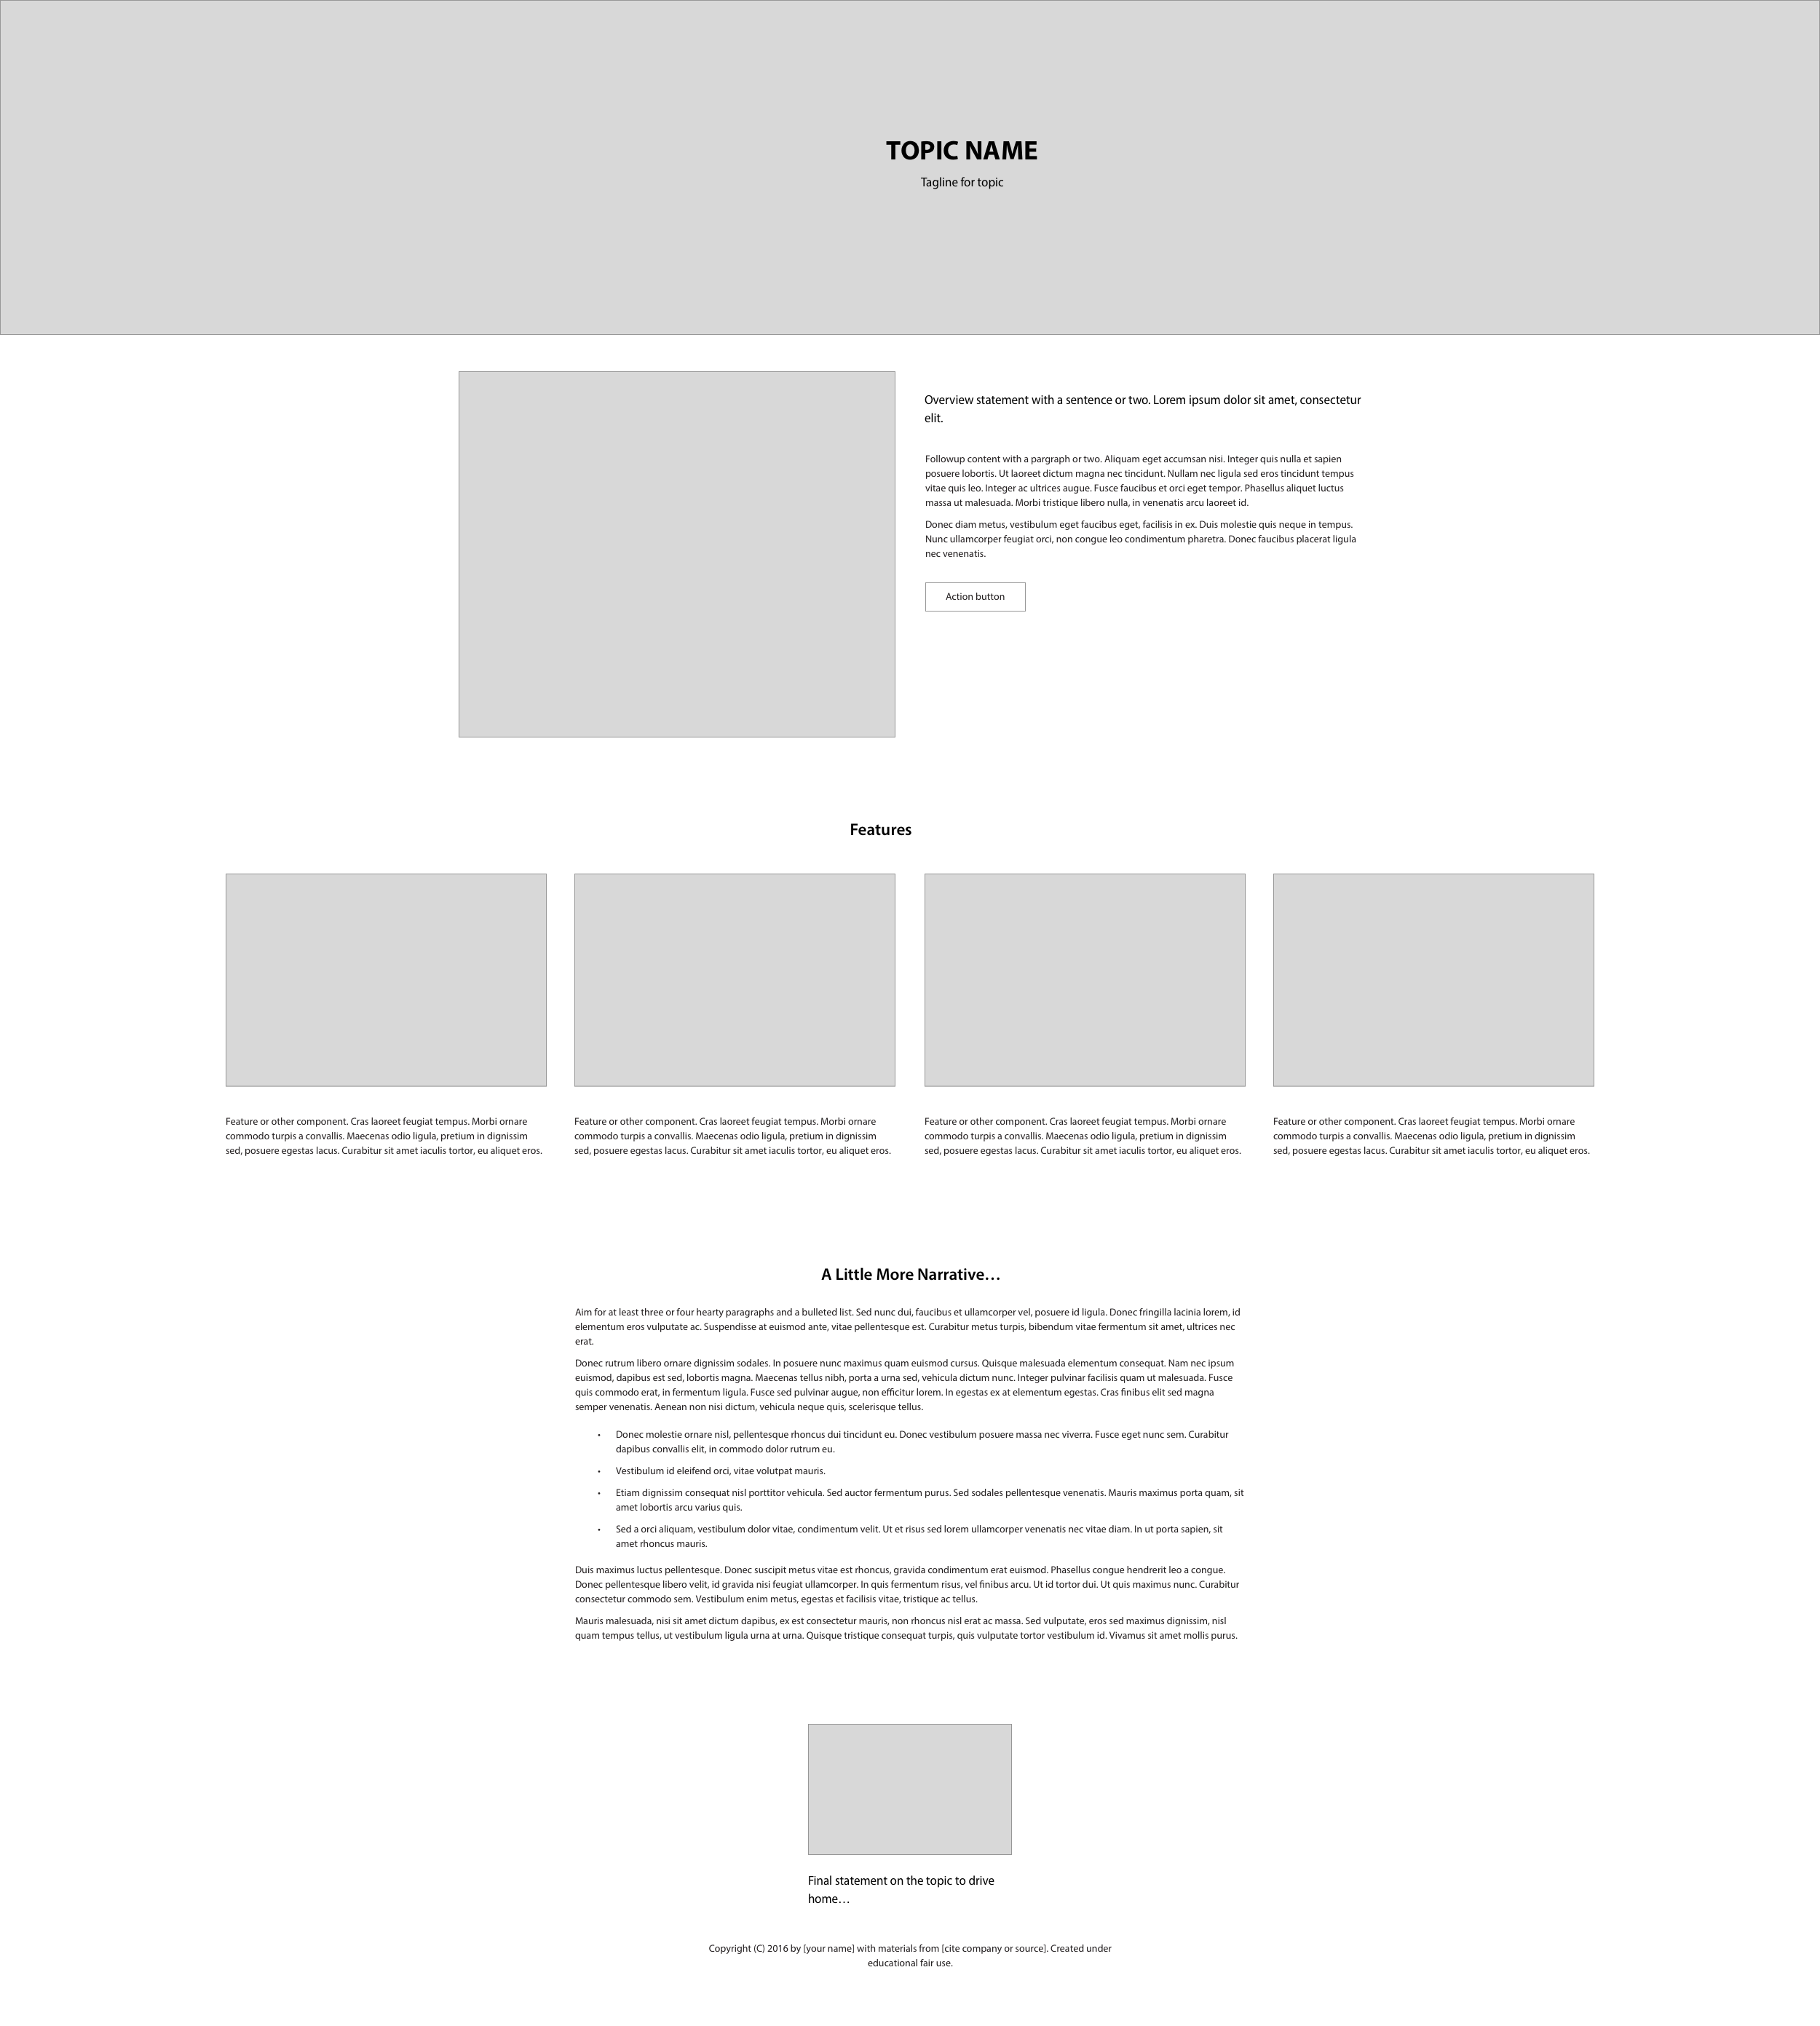 TOPIC NAME
Tagline for topic
Overview statement with a sentence or two. Lorem ipsum dolor sit amet, consectetur
elit.
Followup content with a pargraph or two. Aliquam eget accumsan nisi. Integer quis nulla et sapien
posuere lobortis. Ut laoreet dictum magna nec tincidunt. Nullam nec ligula sed eros tincidunt tempus
vitae quis leo. Integer ac ultrices augue. Fusce faucibus et orci eget tempor. Phasellus aliquet luctus
massa ut malesuada. Morbi tristique libero nulla, in venenatis arcu laoreet id.
Donec diam metus, vestibulum eget faucibus eget, facilisis in ex. Duis molestie quis neque in tempus.
Nunc ullamcorper feugiat orci, non congue leo condimentum pharetra. Donec faucibus placerat ligula
nec venenatis.
Action button
Features
Feature or other component. Cras laoreet feugiat tempus. Morbi ornare
commodo turpis a convallis. Maecenas odio ligula, pretium in dignissim
sed, posuere egestas lacus. Curabitur sit amet iaculis tortor, eu aliquet eros.
Feature or other component. Cras laoreet feugiat tempus. Morbi ornare
commodo turpis a convallis. Maecenas odio ligula, pretium in dignissim
sed, posuere egestas lacus. Curabitur sit amet iaculis tortor, eu aliquet eros.
Feature or other component. Cras laoreet feugiat tempus. Morbi ornare
commodo turpis a convallis. Maecenas odio ligula, pretium in dignissim
sed, posuere egestas lacus. Curabitur sit amet iaculis tortor, eu aliquet eros.
Feature or other component. Cras laoreet feugiat tempus. Morbi ornare
commodo turpis a convallis. Maecenas odio ligula, pretium in dignissim
sed, posuere egestas lacus. Curabitur sit amet iaculis tortor, eu aliquet eros.
A Little More Narrative…
Aim for at least three or four hearty paragraphs and a bulleted list. Sed nunc dui, faucibus et ullamcorper vel, posuere id ligula. Donec fringilla lacinia lorem, id
elementum eros vulputate ac. Suspendisse at euismod ante, vitae pellentesque est. Curabitur metus turpis, bibendum vitae fermentum sit amet, ultrices nec
erat.
Donec rutrum libero ornare dignissim sodales. In posuere nunc maximus quam euismod cursus. Quisque malesuada elementum consequat. Nam nec ipsum
euismod, dapibus est sed, lobortis magna. Maecenas tellus nibh, porta a urna sed, vehicula dictum nunc. Integer pulvinar facilisis quam ut malesuada. Fusce
quis commodo erat, in fermentum ligula. Fusce sed pulvinar augue, non efficitur lorem. In egestas ex at elementum egestas. Cras finibus elit sed magna
semper venenatis. Aenean non nisi dictum, vehicula neque quis, scelerisque tellus.
• Donec molestie ornare nisl, pellentesque rhoncus dui tincidunt eu. Donec vestibulum posuere massa nec viverra. Fusce eget nunc sem. Curabitur
dapibus convallis elit, in commodo dolor rutrum eu.
• Vestibulum id eleifend orci, vitae volutpat mauris.
• Etiam dignissim consequat nisl porttitor vehicula. Sed auctor fermentum purus. Sed sodales pellentesque venenatis. Mauris maximus porta quam, sit
amet lobortis arcu varius quis.
• Sed a orci aliquam, vestibulum dolor vitae, condimentum velit. Ut et risus sed lorem ullamcorper venenatis nec vitae diam. In ut porta sapien, sit
amet rhoncus mauris.
Duis maximus luctus pellentesque. Donec suscipit metus vitae est rhoncus, gravida condimentum erat euismod. Phasellus congue hendrerit leo a congue.
Donec pellentesque libero velit, id gravida nisi feugiat ullamcorper. In quis fermentum risus, vel finibus arcu. Ut id tortor dui. Ut quis maximus nunc. Curabitur
consectetur commodo sem. Vestibulum enim metus, egestas et facilisis vitae, tristique ac tellus.
Mauris malesuada, nisi sit amet dictum dapibus, ex est consectetur mauris, non rhoncus nisl erat ac massa. Sed vulputate, eros sed maximus dignissim, nisl
quam tempus tellus, ut vestibulum ligula urna at urna. Quisque tristique consequat turpis, quis vulputate tortor vestibulum id. Vivamus sit amet mollis purus.
Final statement on the topic to drive
home…
Copyright (C) 2016 by [your name] with materials from [cite company or source]. Created under
educational fair use.